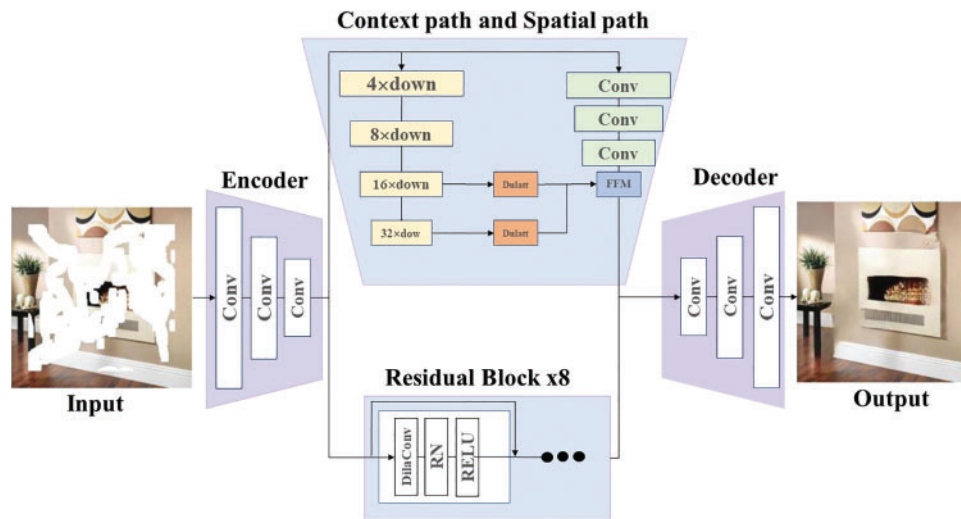 Context path and Spatial path
4×down
8×down
16×down
32×dow
Dulatt
Dulatt
Conv
Conv
Conv
FFM
Encoder
Conv
Conv
Conv
Input
Residual Block x8
DilaConv
RN
RELU
Decoder
Conv
Conv
Conv
Output